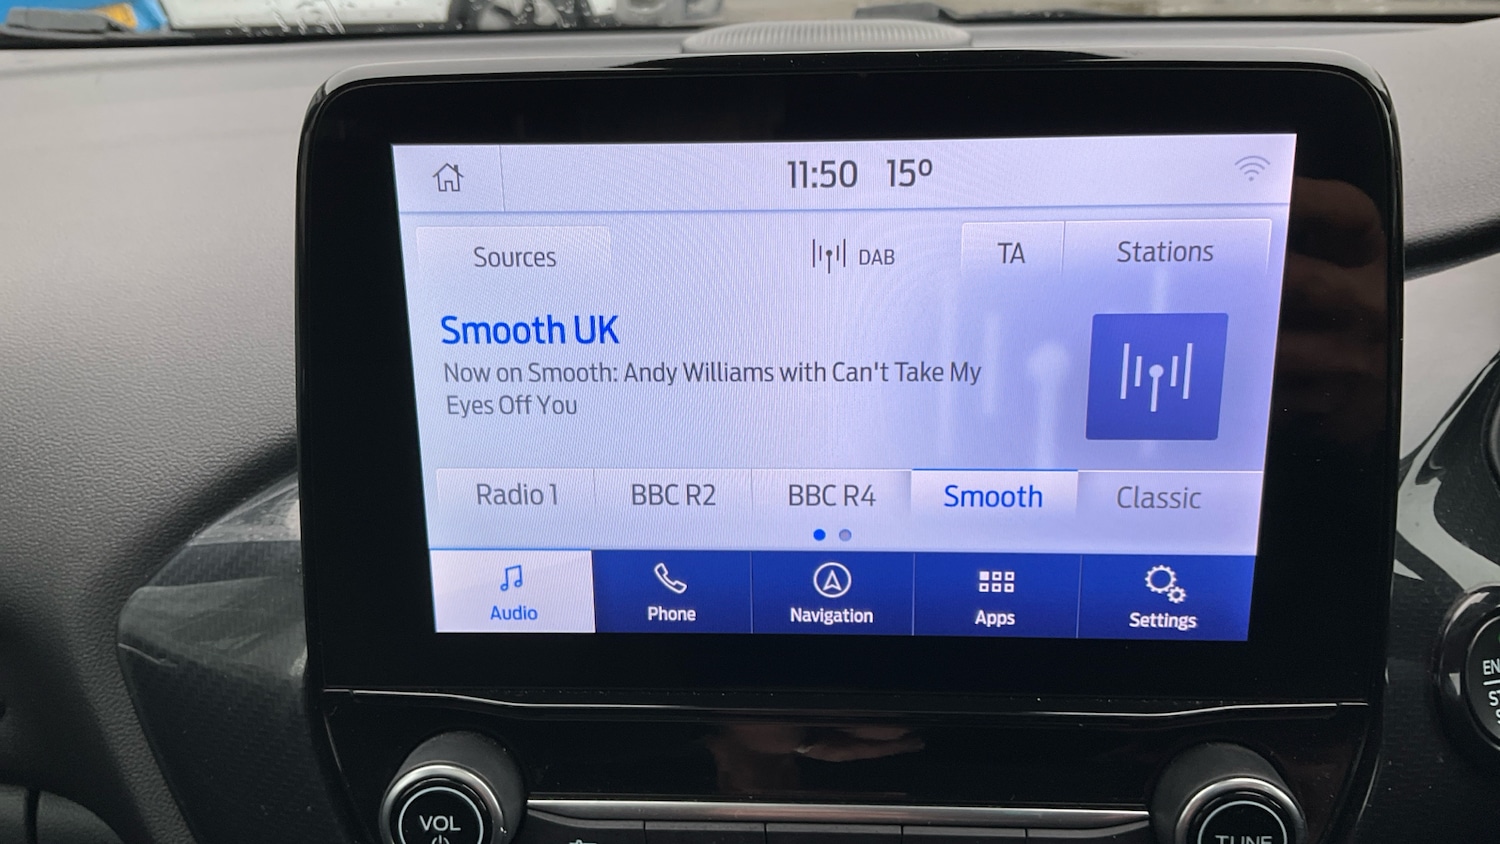 11:50 15º
Sources
DAB
TA
Stations
Smooth UK
Now on Smooth: Andy Williams with Can't Take My
Eyes Off You
Radio 1
BBC R2
BBC R4
Smooth
Classic
Audio
Phone
Navigation
Apps
Settings
VOL
TUNE